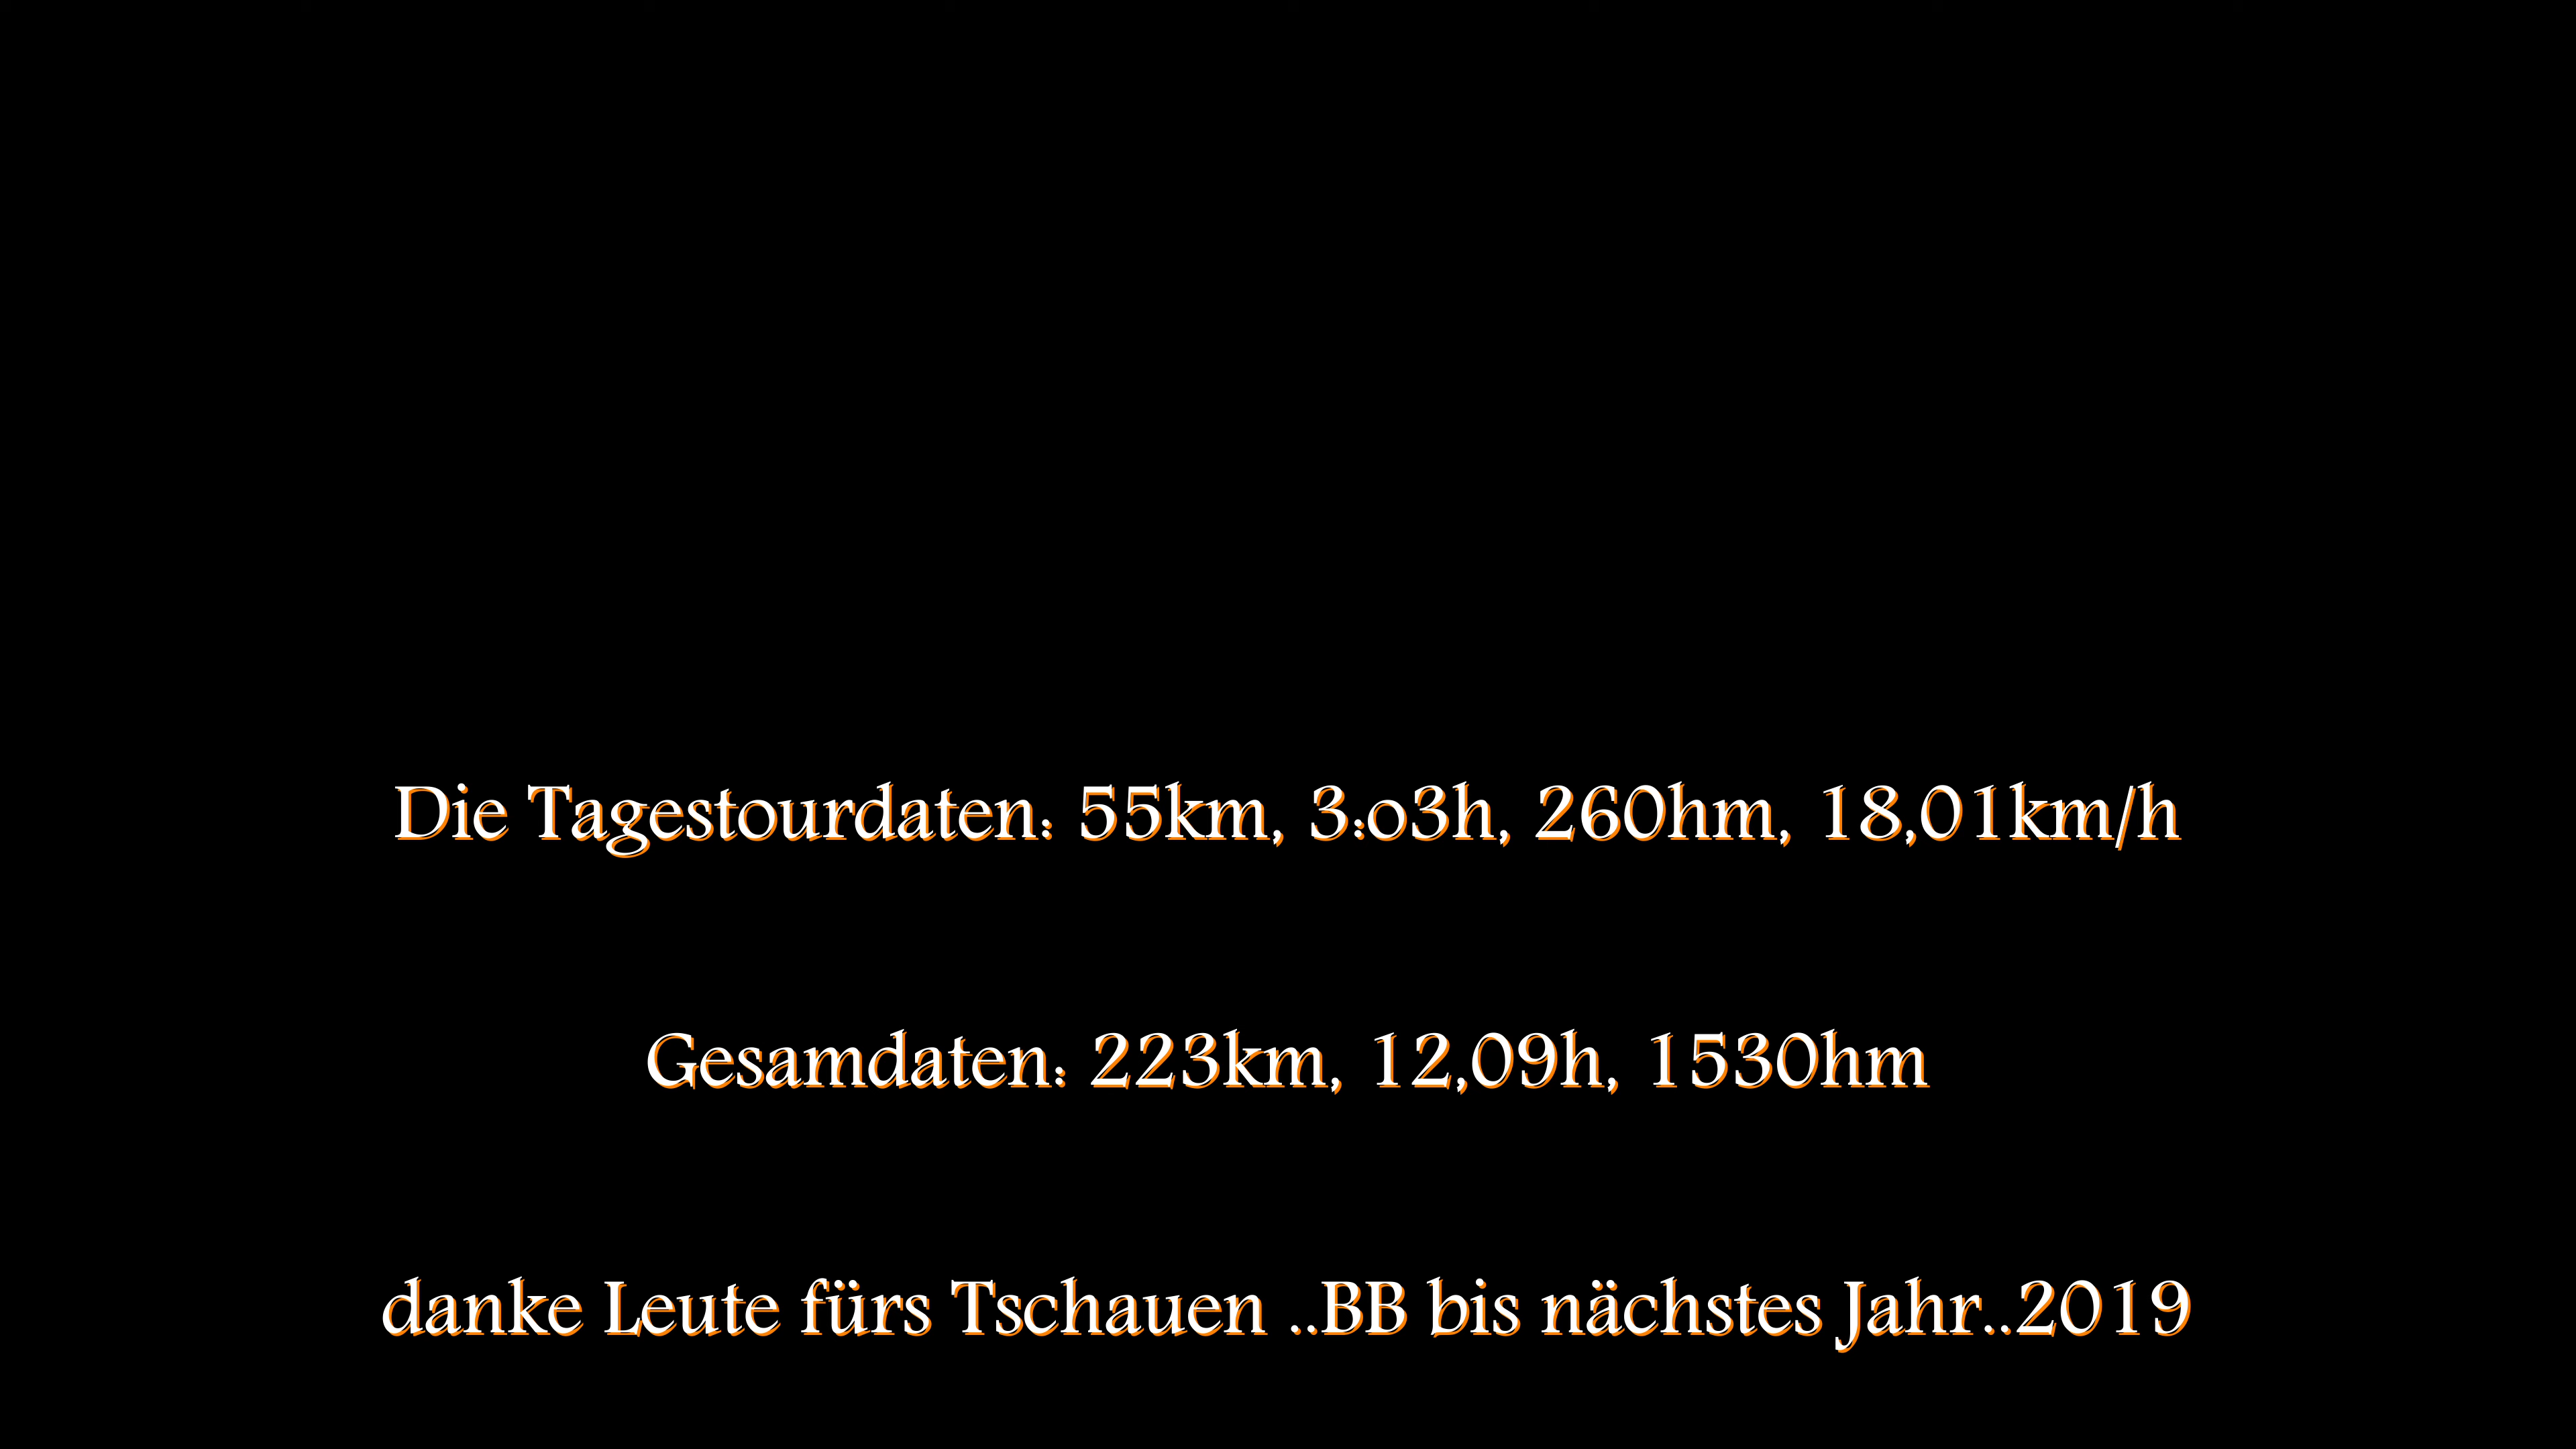 Die Tagestourdaten: 55km, 3:o3h, 260hm, 18,01km/h
Gesamdaten: 223km, 12,09h, 1530hm
danke Leute fürs Tschauen ..BB bis nächstes Jahr..2019